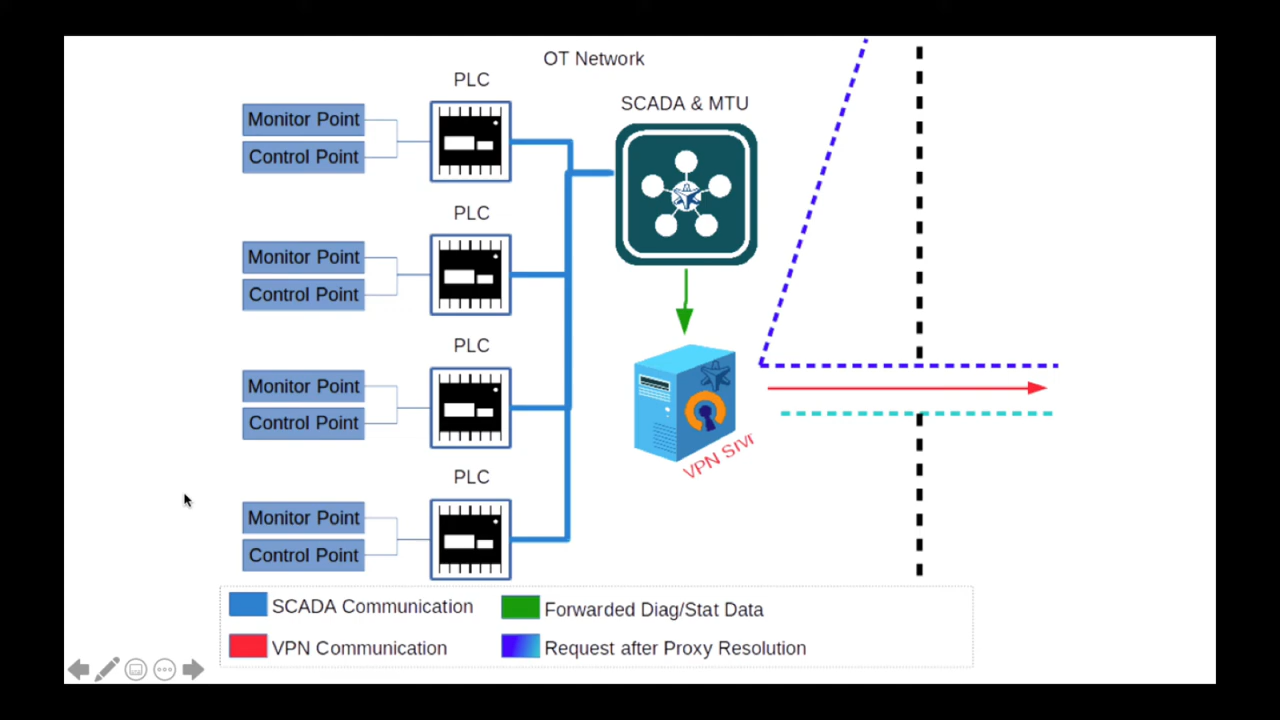 OT Network
PLC
SCADA & MTU
Monitor Point
Control Point
PLC
Monitor Point
Control Point
PLC
Monitor Point
Control Point
VPN
PLC
Monitor Point
Control Point
SCADA Communication
Forwarded Diag/Stat Data
VPN Communication
Request after Proxy Resolution